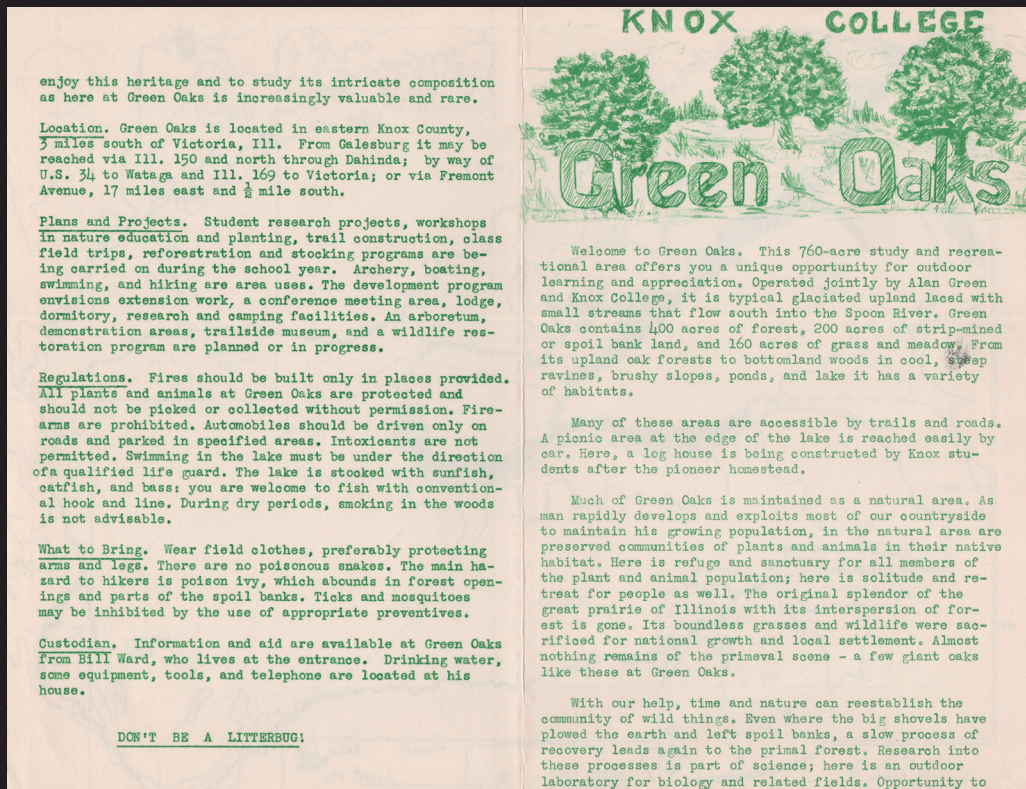 KNOX COLLEGE
Green Oaks
Welcome to Green Oaks. This 760-acre study and recrea-
tional area offers you a unique opportunity for outdoor
learning and appreciation. Operated jointly by Alan Green
and Knox College, it is typical glaciated upland laced with
small streams that flow south into the Spoon River. Green
Oaks contains 400 acres of forest, 200 acres of strip-mined
or spoil bank land, and 160 acres of grass and meadow. From
its upland oak forests to bottomland woods in cool, steep
ravines, brushy slopes, ponds, and lake it has a variety
of habitats.
Many of these areas are accessible by trails and roads.
A picnic area at the edge of the lake is reached easily by
car. Here, a log house is being constructed by Knox stu-
dents after the pioneer homestead.
Much of Green Oaks is maintained as a natural area. As
man rapidly develops and exploits most of our countryside
to maintain his growing population, in the natural area are
preserved communities of plants and animals in their native
habitat. Here is refuge and sanctuary for all members of
the plant and animal population; here is solitude and re-
treat for people as well. The original splendor of the
great prairie of Illinois with its interspersion of for-
est is gone. Its boundless grasses and wildlife were sac-
rificed for national growth and local settlement. Almost
nothing remains of the primeval scene - a few giant oaks
like these at Green Oaks.
With our help, time and nature can reestablish the
community of wild things. Even where the big shovels have
plowed the earth and left spoil banks, a slow process of
recovery leads again to the primal forest. Research into
these processes is part of science; here is an outdoor
laboratory for biology and related fields. Opportunity to
enjoy this heritage and to study its intricate composition
as here at Green Oaks is increasingly valuable and rare.
Location. Green Oaks is located in eastern Knox County,
3 miles south of Victoria, Ill. From Galesburg it may be
reached via Ill. 150 and north through Dahinda; by way of
U.S. 34 to Wataga and Ill. 169 to Victoria; or via Fremont
Avenue, 17 miles east and ½ mile south.
Plans and Projects. Student research projects, workshops
in nature education and planting, trail construction, class
field trips, reforestration and stocking programs are be-
ing carried on during the school year. Archery, boating,
swimming, and hiking are area uses. The development program
envisions extension work, a conference meeting area, lodge,
dormitory, research and camping facilities. An arboretum,
demonstration areas, trailside museum, and a wildlife res-
toration program are planned or in progress.
Regulations. Fires should be built only in places provided.
All plants and animals at Green Oaks are protected and
should not be picked or collected without permission. Fire-
arms are prohibited. Automobiles should be driven only on
roads and parked in specified areas. Intoxicants are not
permitted. Swimming in the lake must be under the direction
of a qualified life guard. The lake is stocked with sunfish,
catfish, and bass: you are welcome to fish with convention-
al hook and line. During dry periods, smoking in the woods
is not advisable.
What to Bring. Wear field clothes, preferably protecting
arms and legs. There are no poisonous snakes. The main ha-
zard to hikers is poison ivy, which abounds in forest open-
ings and parts of the spoil banks. Ticks and mosquitoes
may be inhibited by the use of appropriate preventives.
Custodian. Information and aid are available at Green Oaks
from Bill Ward, who lives at the entrance. Drinking water,
some equipment, tools, and telephone are located at his
house.
DON'T BE A LITTERBUG!